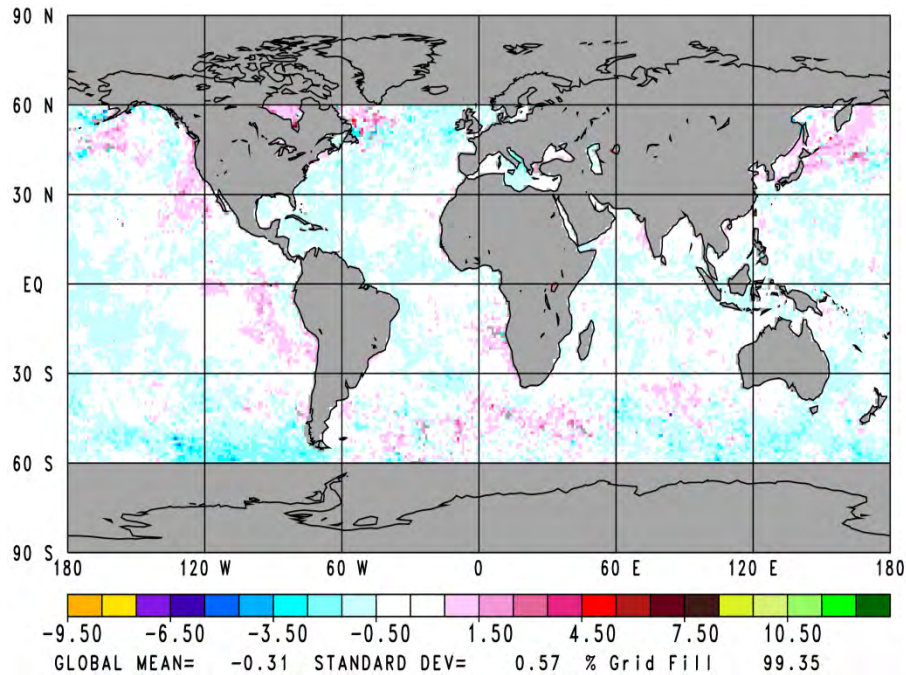 90 N
60 N
30 N
EQ
30 S
60 S
90 S
180 120 W 60 W 0 60 E 120 E 180
-9.50 -6.50 -3.50 -0.50 1.50 4.50 7.50 10.50
GLOBAL MEAN= -0.31 STANDARD DEV= 0.57 % Grid Fill 99.35